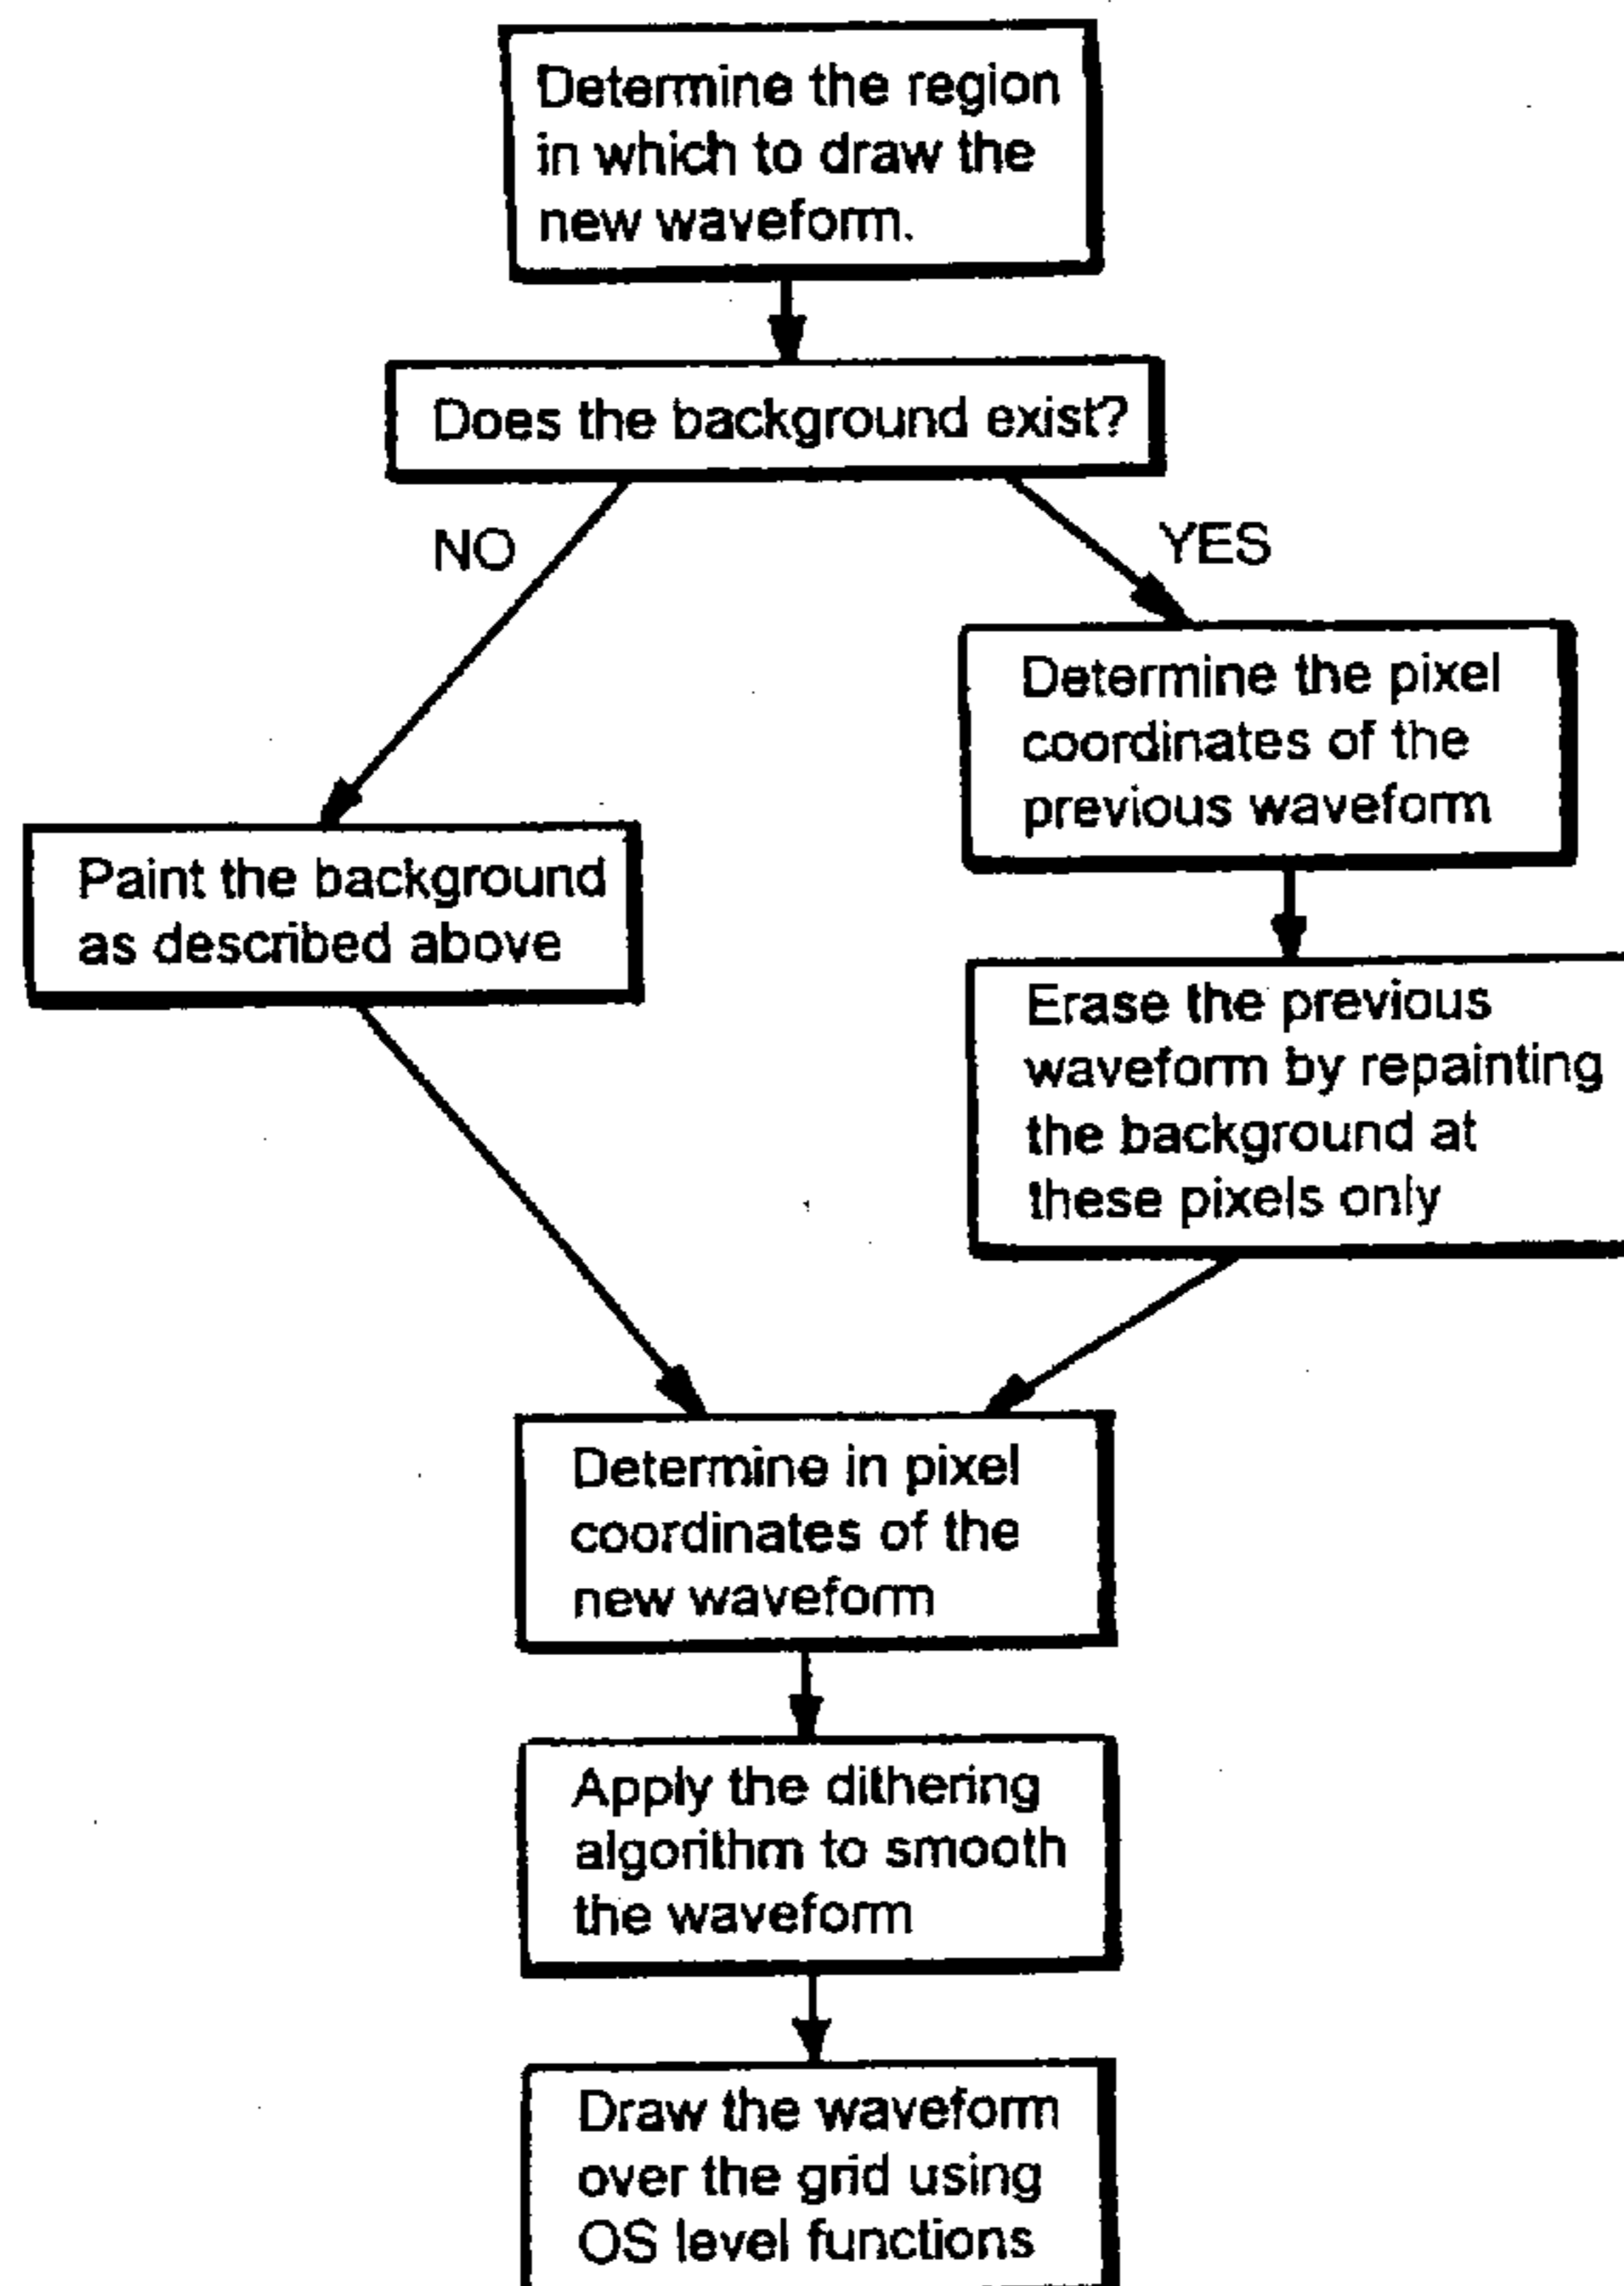 Determine the region
in which to draw the
new waveform.
Does the background exist?
NO
YES
Determine the pixel
coordinates of the
previous waveform
Paint the background
as described above
Erase the previous
waveform by repainting
the background at
these pixels only
Determine in pixel
coordinates of the
new waveform
Apply the dithering
algorithm to smooth
the waveform
Draw the waveform
over the grid using
OS level functions